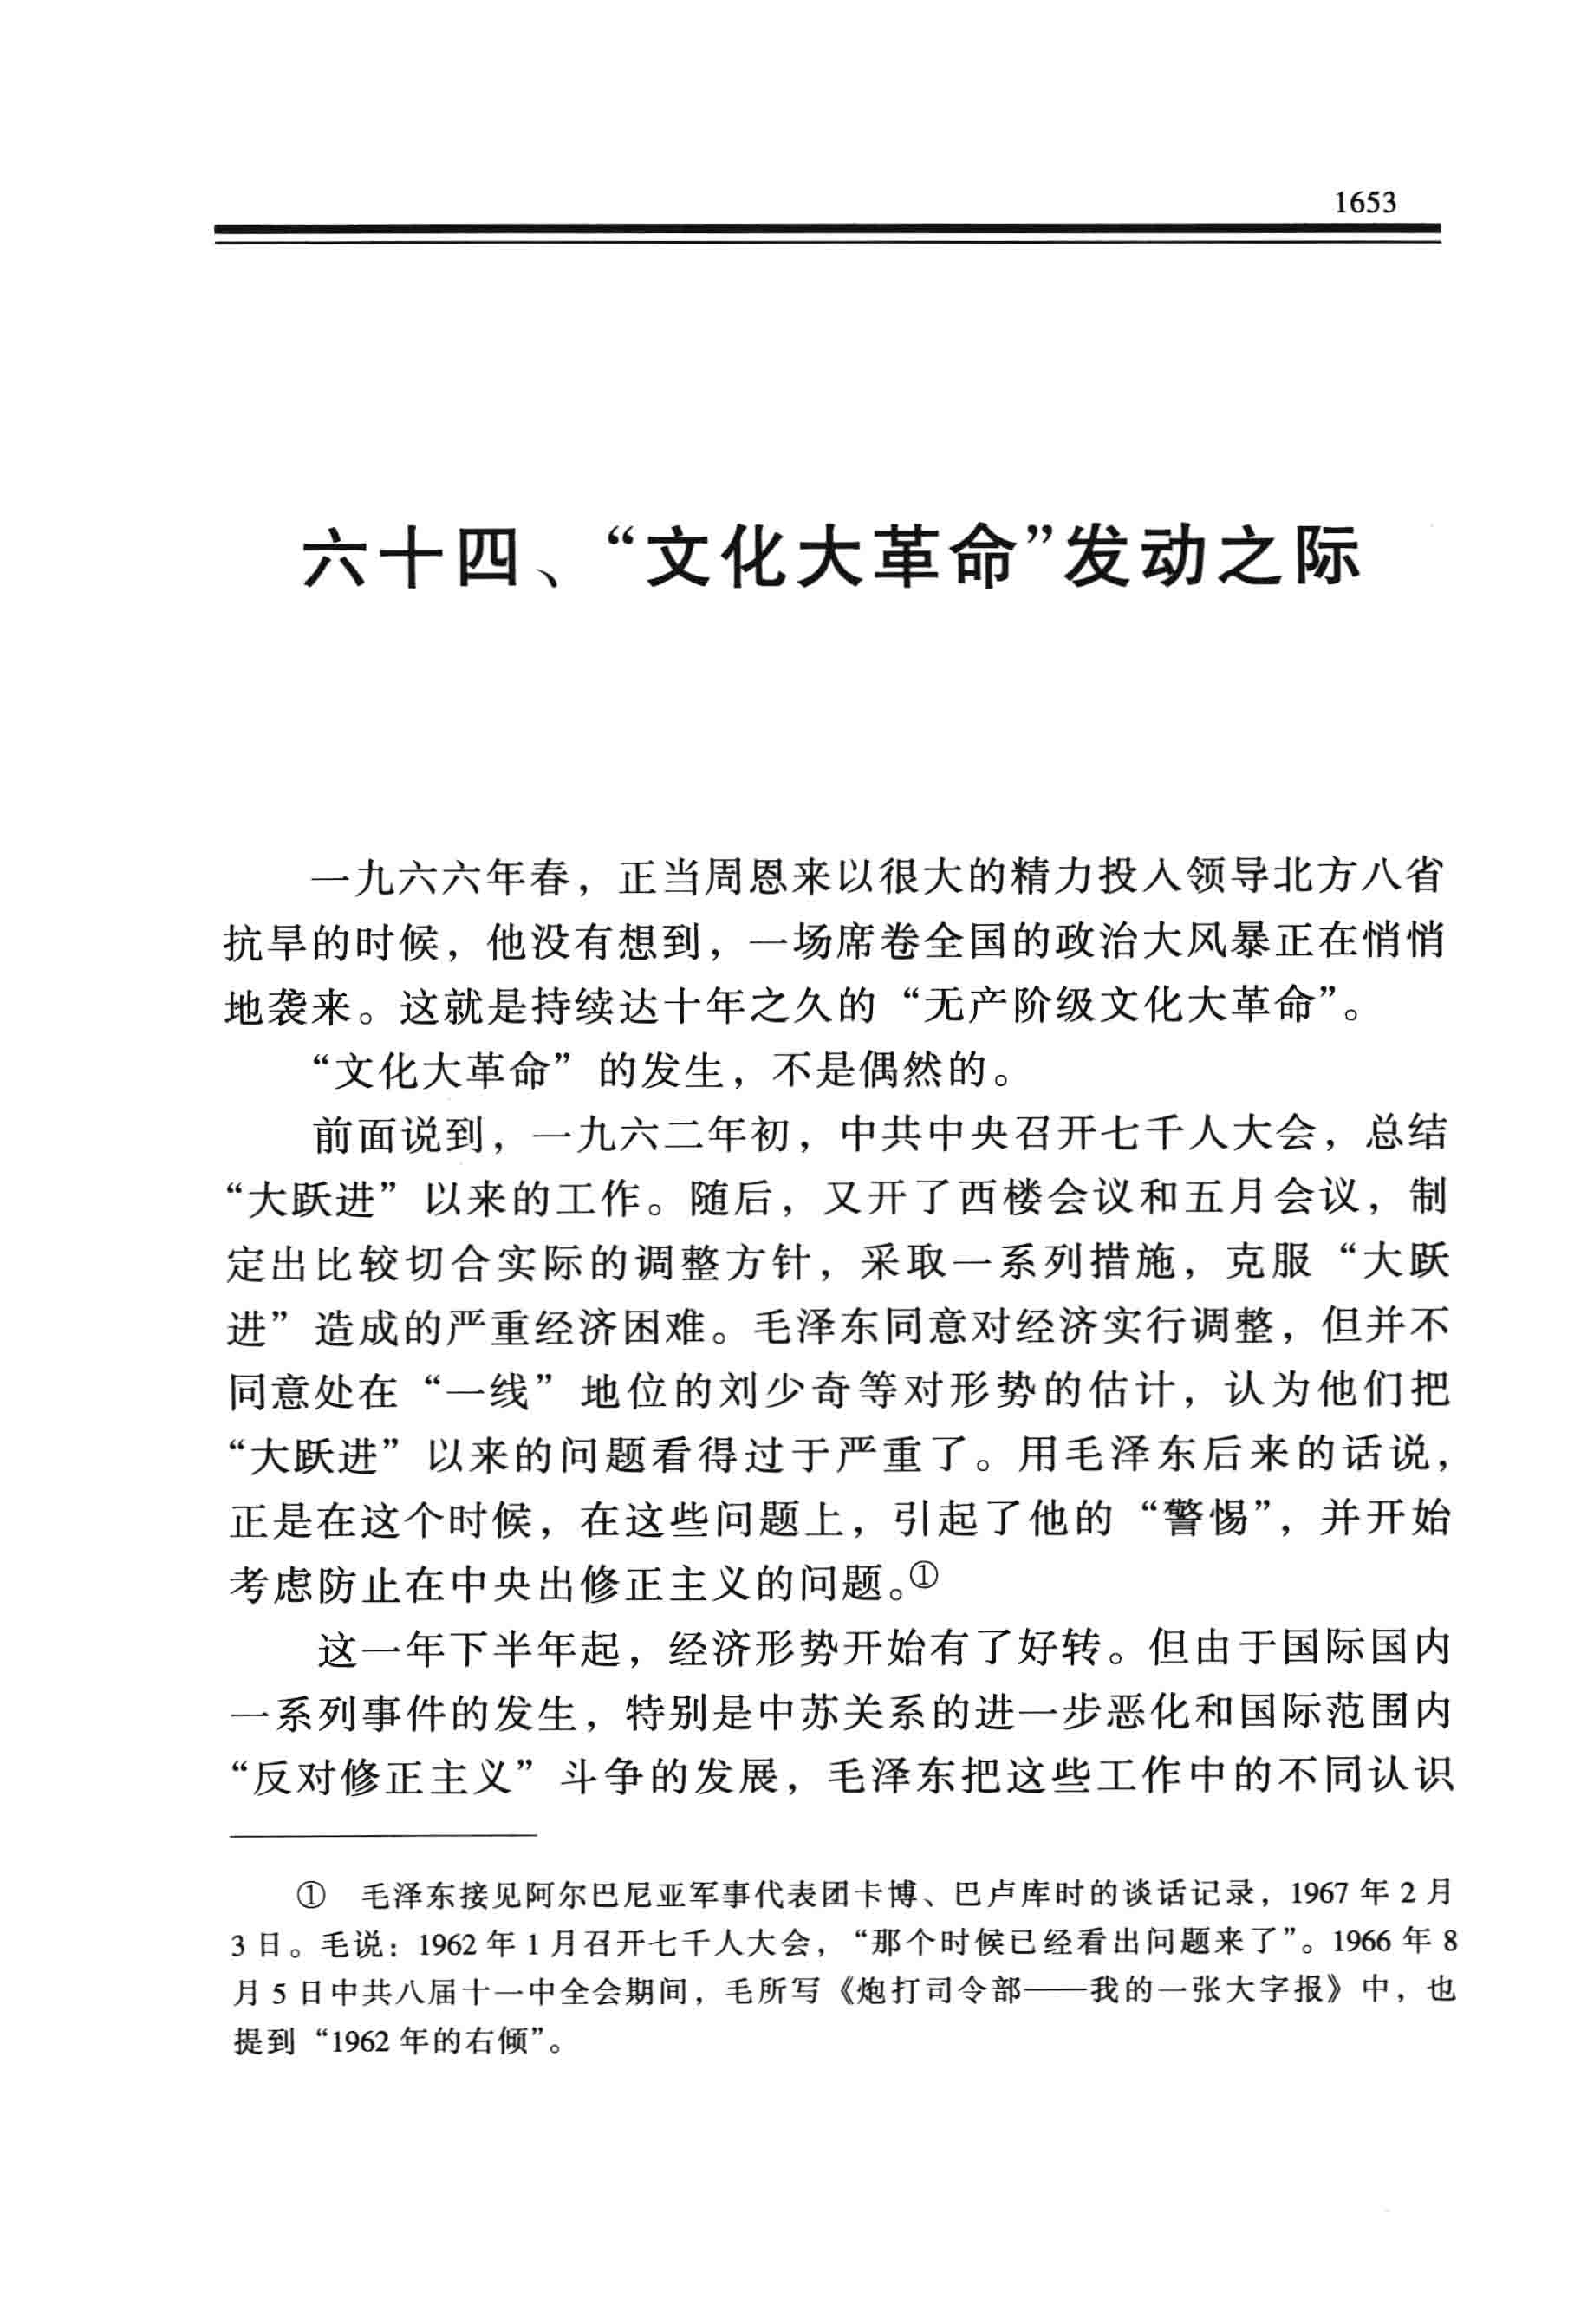 1653
六十四、“文化大革命”发动之际
一九六六年春，正当周恩来以很大的精力投入领导北方八省
抗旱的时候，他没有想到，一场席卷全国的政治大风暴正在悄悄
地袭来。这就是持续达十年之久的“无产阶级文化大革命”。
“文化大革命”的发生，不是偶然的。
前面说到，一九六二年初，中共中央召开七千人大会，总结
“大跃进”以来的工作。随后，又开了西楼会议和五月会议，制
定出比较切合实际的调整方针，采取一系列措施，克服“大跃
进”造成的严重经济困难。毛泽东同意对经济实行调整，但并不
同意处在“一线”地位的刘少奇等对形势的估计，认为他们把
“大跃进”以来的问题看得过于严重了。用毛泽东后来的话说，
正是在这个时候，在这些问题上，引起了他的“警惕”，并开始
考虑防止在中央出修正主义的问题。①
这一年下半年起，经济形势开始有了好转。但由于国际国内
一系列事件的发生，特别是中苏关系的进一步恶化和国际范围内
“反对修正主义”斗争的发展，毛泽东把这些工作中的不同认识
① 毛泽东接见阿尔巴尼亚军事代表团卡博、巴卢库时的谈话记录，1967 年 2 月
3 日。毛说：1962 年 1 月召开七千人大会，“那个时候已经看出问题来了”。1966 年 8
月 5 日中共八届十一中全会期间，毛所写《炮打司令部——我的一张大字报》中，也
提到“1962 年的右倾”。